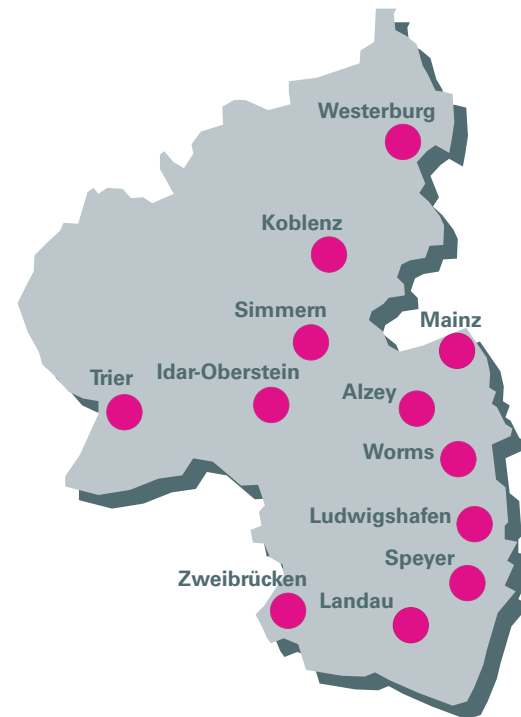 Westerburg
Koblenz
Simmern
Mainz
Idar-Oberstein
Trier
Alzey
Worms
Ludwigshafen
Speyer
Zweibrücken
Landau